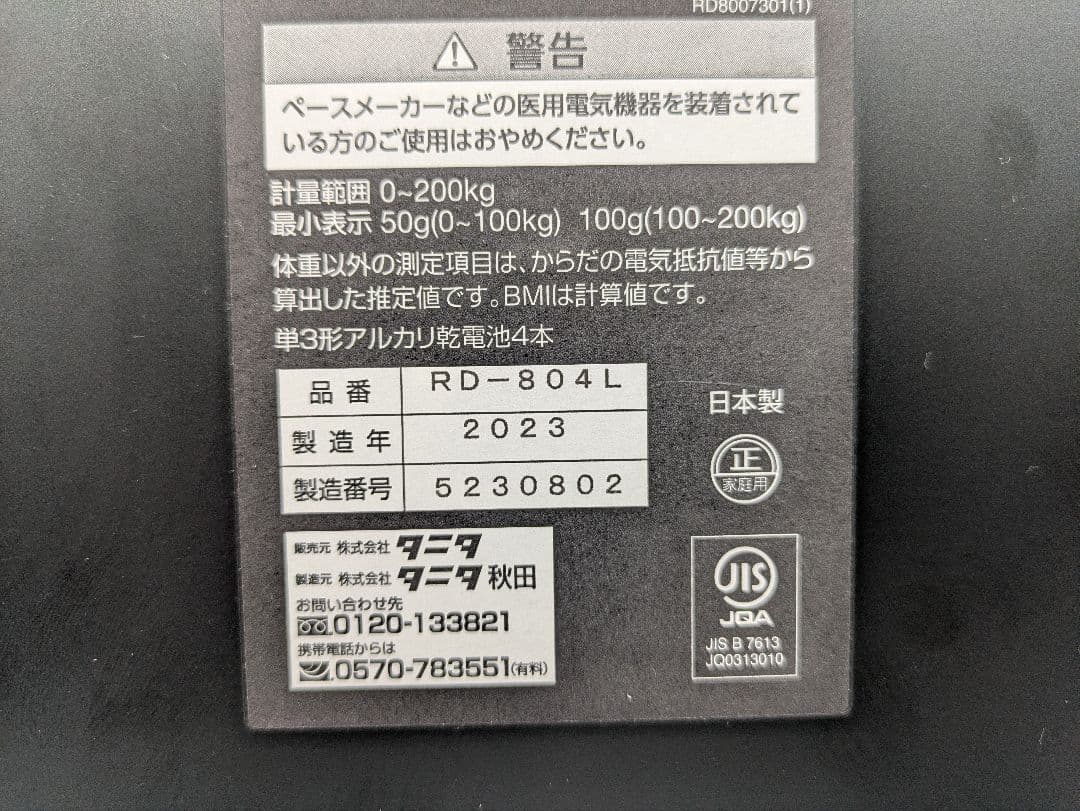 RD8007301(1)
警告
ペースメーカーなどの医用電気機器を装着されて
いる方のご使用はおやめください。
計量範囲 0~200kg
最小表示 50g(0~100kg) 100g(100~200kg)
体重以外の測定項目は、からだの電気抵抗値等から
算出した推定値です。BMIは計算値です。
単3形アルカリ乾電池4本
品番 RD-804L
製造年 2023
製造番号 5230802
日本製
正
家庭用
販売元 株式会社 タニタ
製造元 株式会社 タニタ秋田
お問い合わせ先
0120-133821
携帯電話からは
0570-783551(有料)
JIS
JQA
JIS B 7613
JQ0313010